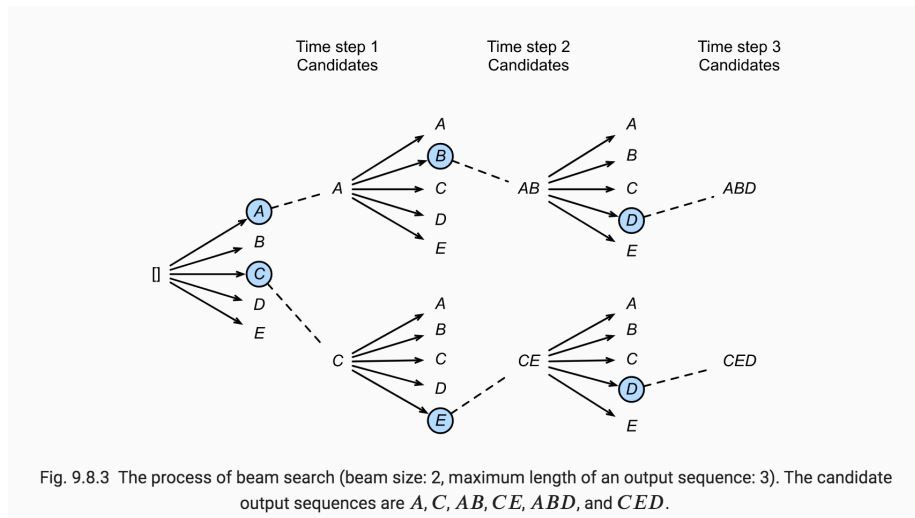 Time step 1
Candidates
Time step 2
Candidates
Time step 3
Candidates
[]
A
B
C
D
E
A
A
B
C
D
E
C
A
B
C
D
E
AB
A
B
C
D
E
CE
A
B
C
D
E
ABD
CED
Fig. 9.8.3 The process of beam search (beam size: 2, maximum length of an output sequence: 3). The candidate
output sequences are A, C, AB, CE, ABD, and CED.